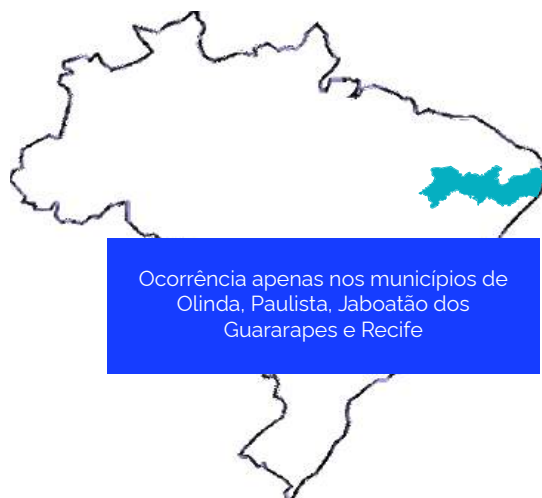 Ocorrência apenas nos municípios de
Olinda, Paulista, Jaboatão dos
Guararapes e Recife